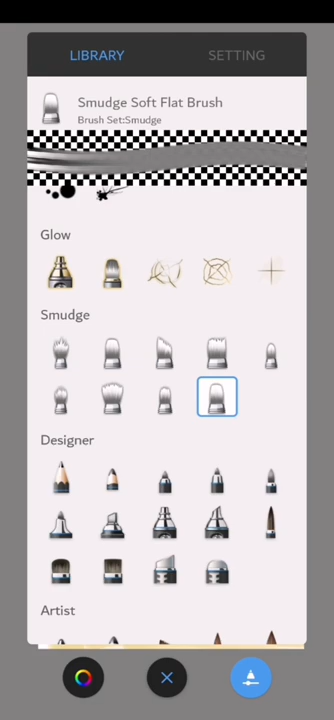 LIBRARY
SETTING
Smudge Soft Flat Brush
Brush Set:Smudge
Glow
Smudge
Designer
Artist